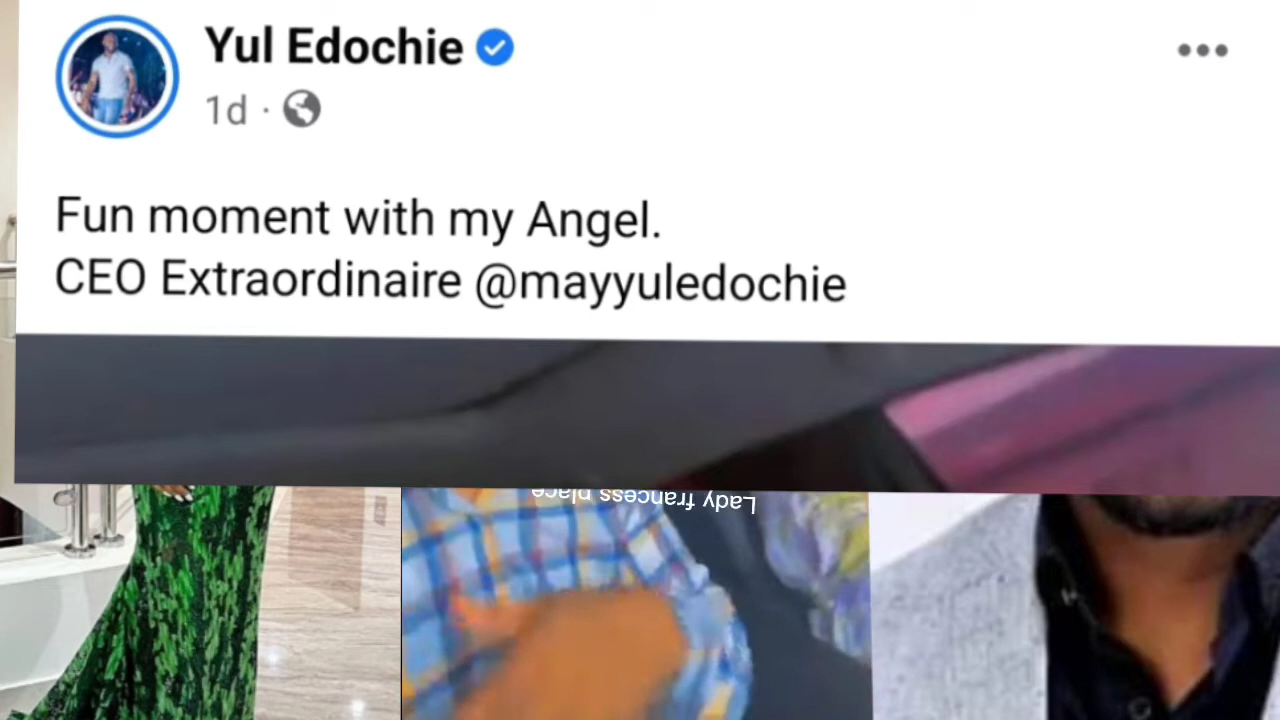 Yul Edochie
1d ·
Fun moment with my Angel.
CEO Extraordinaire @mayyuledochie
Lady francess place